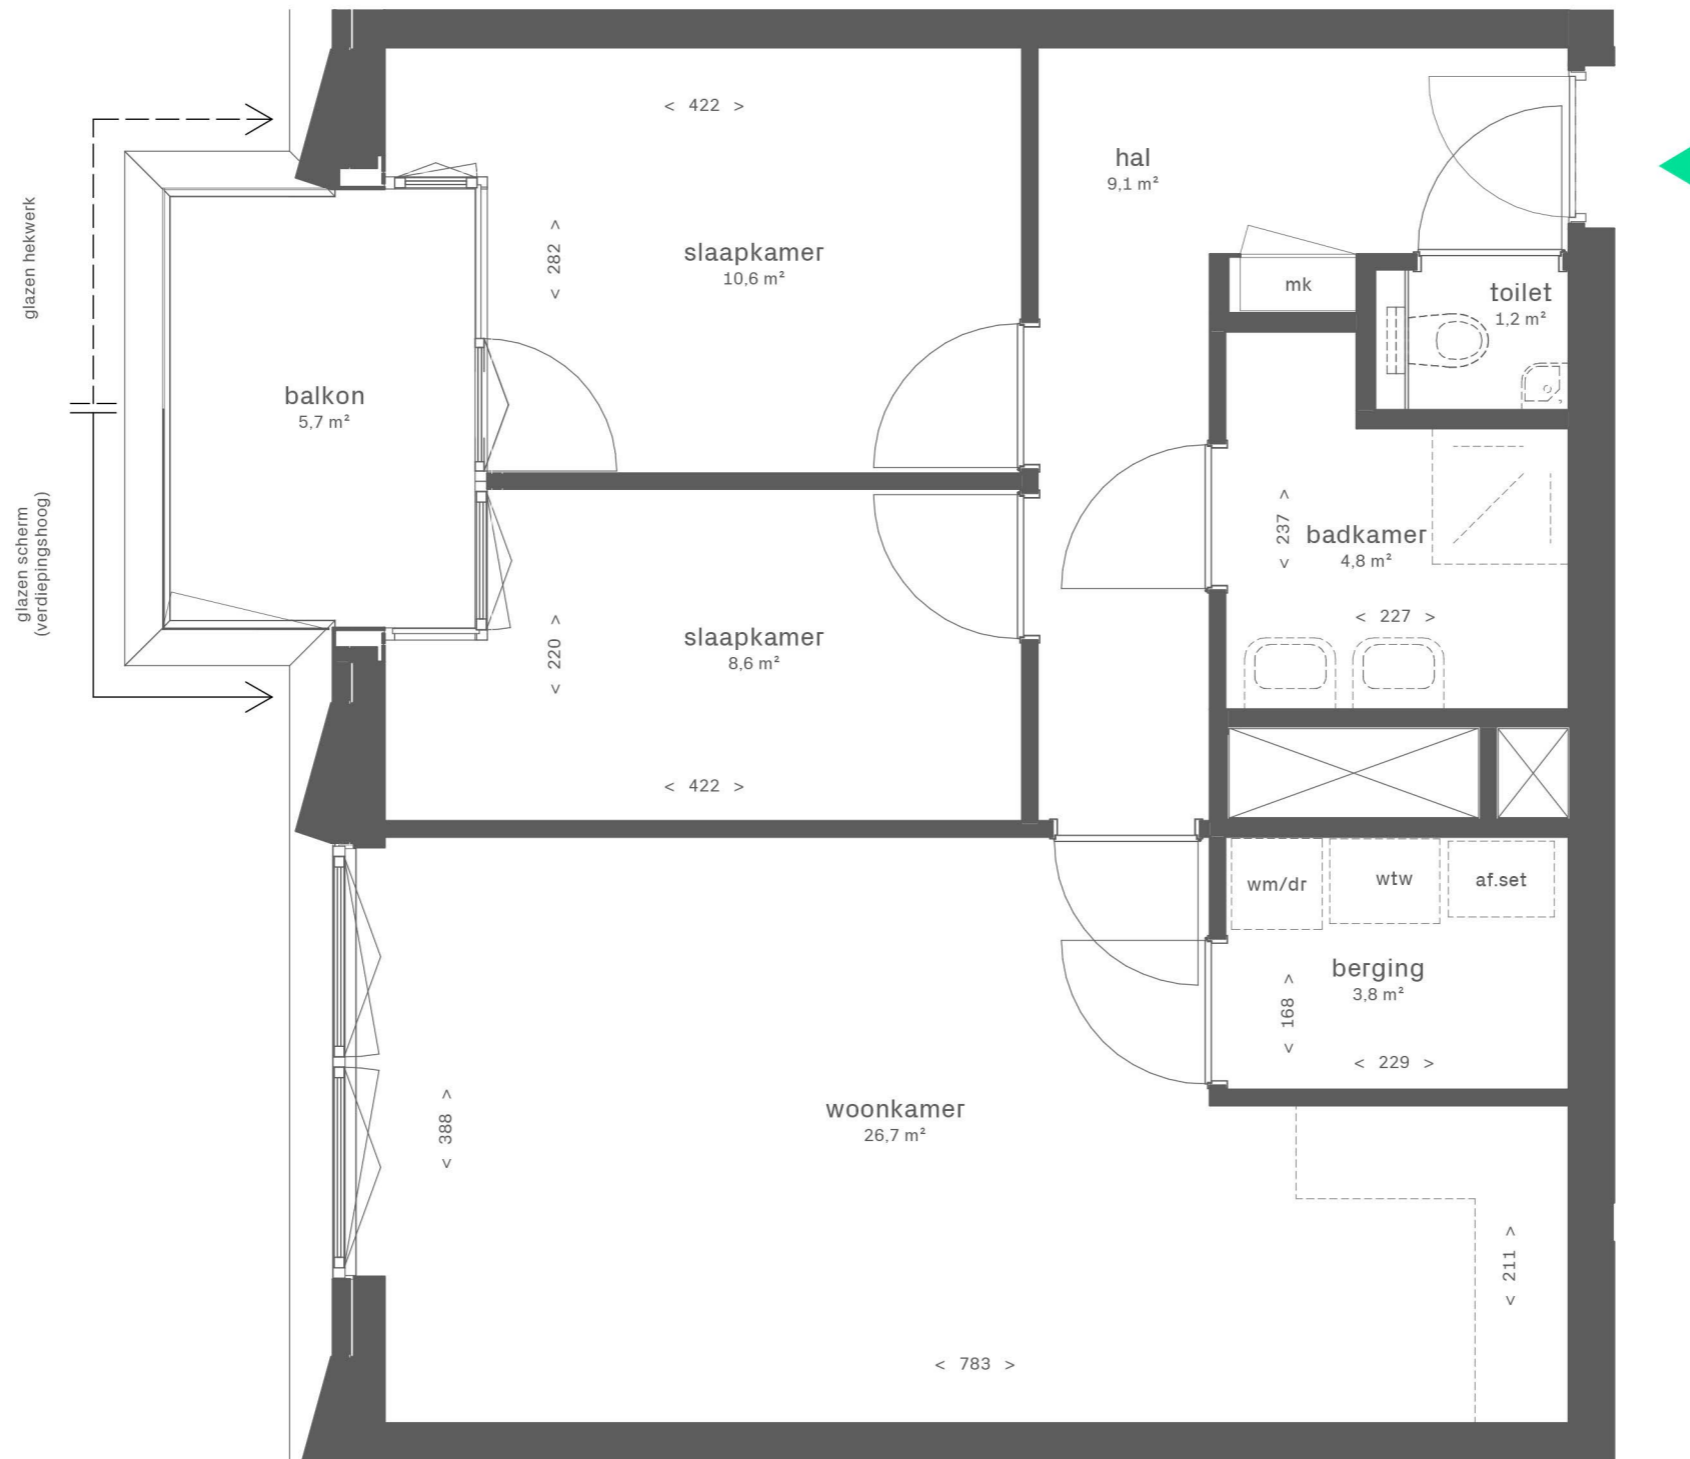 < 422 >
hal
9,1 m²
glazen hekwerk
< 282 >
slaapkamer
10,6 m²
mk
toilet
1,2 m²
balkon
5,7 m²
glazen scherm
(verdiepingshoog)
< 237 >
badkamer
4,8 m²
< 227 >
< 220 >
slaapkamer
8,6 m²
< 422 >
wm/dr
wtw
af.set
berging
3,8 m²
< 168 >
< 229 >
< 388 >
woonkamer
26,7 m²
< 211 >
< 783 >